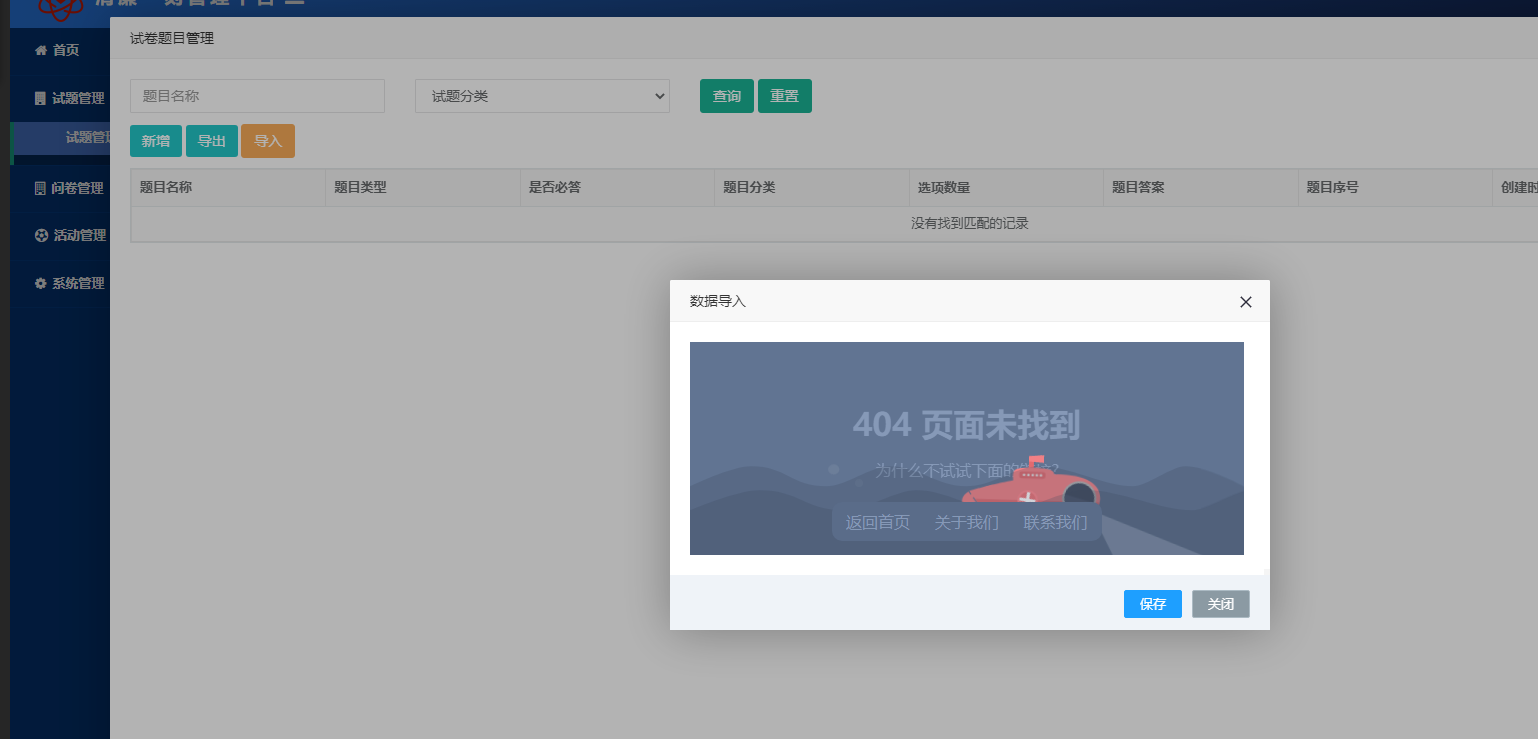 管理平台
试卷题目管理
首页
试题管理
试题管
问卷管理
活动管理
系统管理
题目名称
试题分类
查询
重置
新增
导出
导入
题目名称 题目类型 是否必答 题目分类 选项数量 题目答案 题目序号 创建时
没有找到匹配的记录
数据导入
404 页面未找到
为什么不试试下面的
返回首页 关于我们 联系我们
保存
关闭